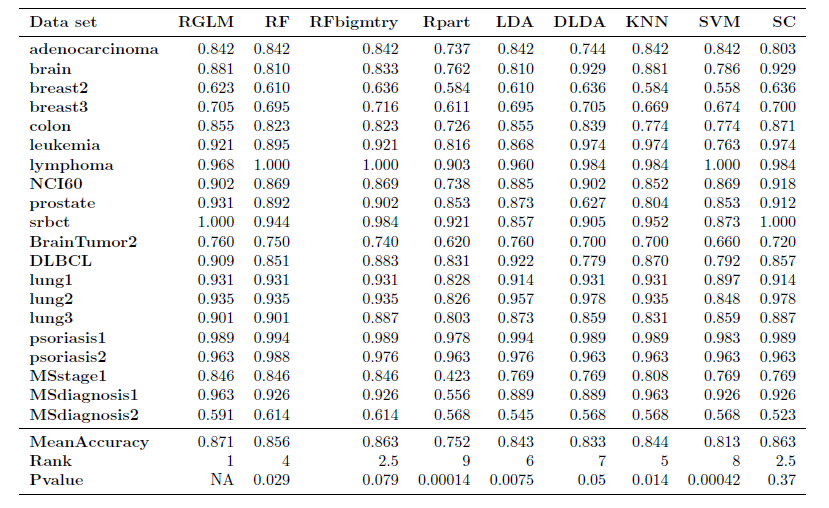 Data set RGLM RF RFbigmtry Rpart LDA DLDA KNN SVM SC
adenocarcinoma 0.842 0.842 0.842 0.737 0.842 0.744 0.842 0.842 0.803
brain 0.881 0.810 0.833 0.762 0.810 0.929 0.881 0.786 0.929
breast2 0.623 0.610 0.636 0.584 0.610 0.636 0.584 0.558 0.636
breast3 0.705 0.695 0.716 0.611 0.695 0.705 0.669 0.674 0.700
colon 0.855 0.823 0.823 0.726 0.855 0.839 0.774 0.774 0.871
leukemia 0.921 0.895 0.921 0.816 0.868 0.974 0.974 0.763 0.974
lymphoma 0.968 1.000 1.000 0.903 0.960 0.984 0.984 1.000 0.984
NCI60 0.902 0.869 0.869 0.738 0.885 0.902 0.852 0.869 0.918
prostate 0.931 0.892 0.902 0.853 0.873 0.627 0.804 0.853 0.912
srbct 1.000 0.944 0.984 0.921 0.857 0.905 0.952 0.873 1.000
BrainTumor2 0.760 0.750 0.740 0.620 0.760 0.700 0.700 0.660 0.720
DLBCL 0.909 0.851 0.883 0.831 0.922 0.779 0.870 0.792 0.857
lung1 0.931 0.931 0.931 0.828 0.914 0.931 0.931 0.897 0.914
lung2 0.935 0.935 0.935 0.826 0.957 0.978 0.935 0.848 0.978
lung3 0.901 0.901 0.887 0.803 0.873 0.859 0.831 0.859 0.887
psoriasis1 0.989 0.994 0.989 0.978 0.994 0.989 0.989 0.983 0.989
psoriasis2 0.963 0.988 0.976 0.963 0.976 0.963 0.963 0.963 0.963
MSstage1 0.846 0.846 0.846 0.423 0.769 0.769 0.808 0.769 0.769
MSdiagnosis1 0.963 0.926 0.926 0.556 0.889 0.889 0.963 0.926 0.926
MSdiagnosis2 0.591 0.614 0.614 0.568 0.545 0.568 0.568 0.568 0.523
MeanAccuracy 0.871 0.856 0.863 0.752 0.843 0.833 0.844 0.813 0.863
Rank 1 4 2.5 9 6 7 5 8 2.5
Pvalue NA 0.029 0.079 0.00014 0.0075 0.05 0.014 0.00042 0.37